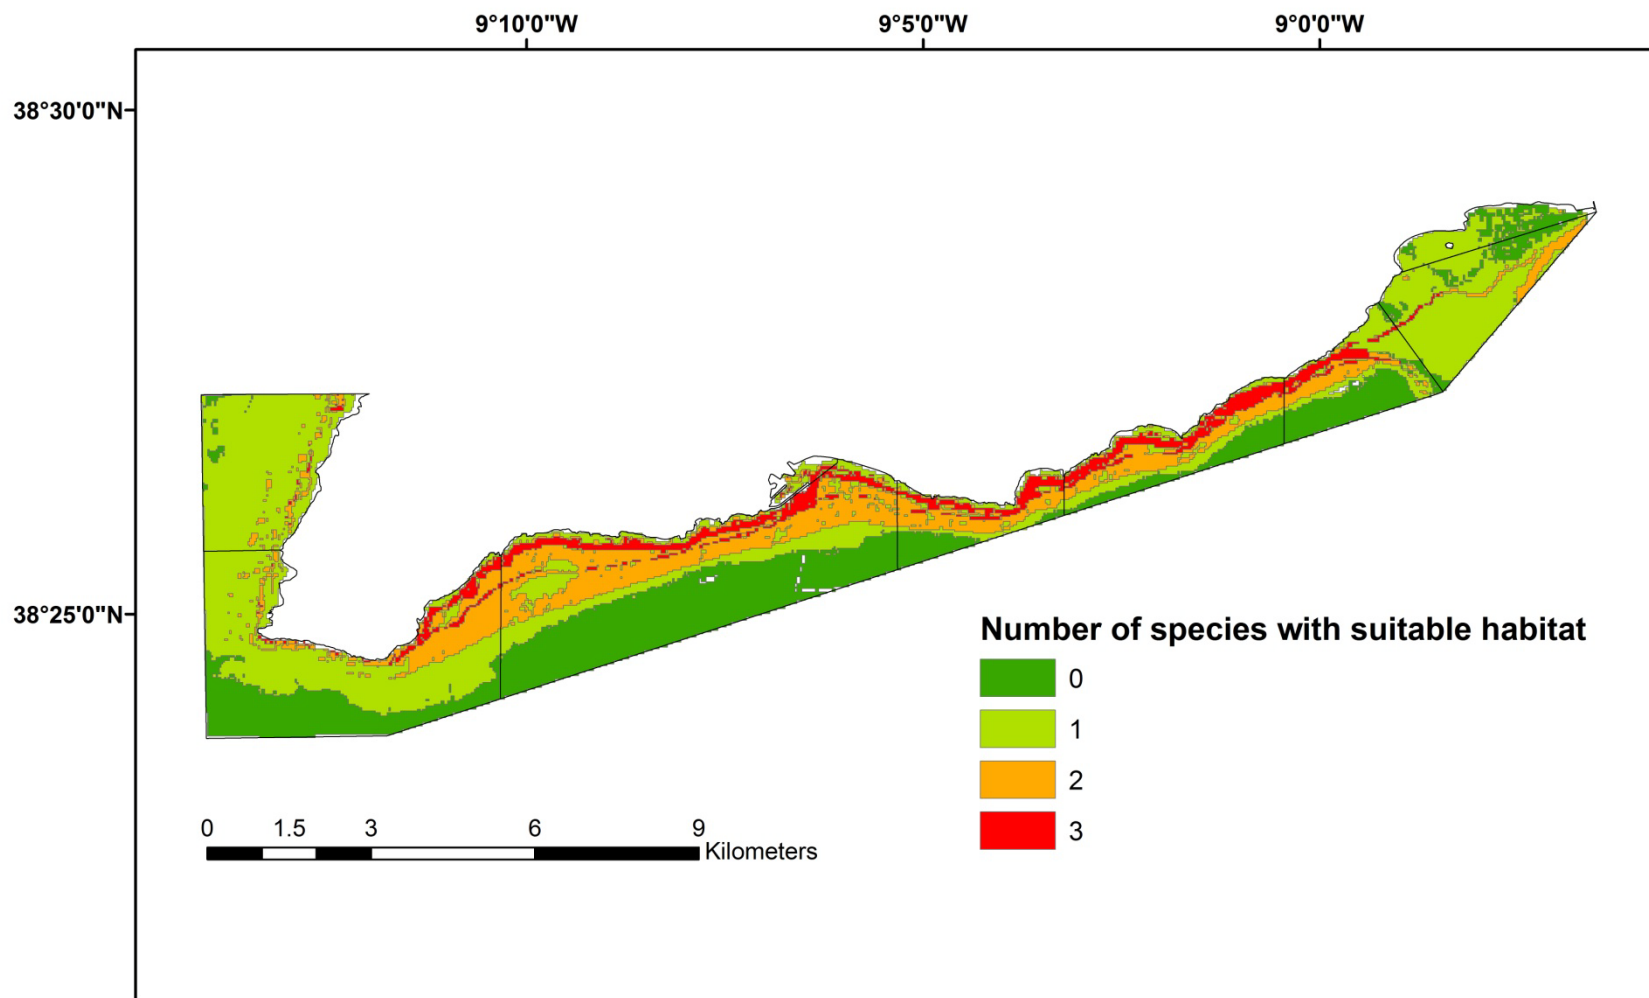 9°10'0"W 9°5'0"W 9°0'0"W
38°30'0"N
38°25'0"N
Number of species with suitable habitat
0
1
2
3
0 1.5 3 6 9
Kilometers